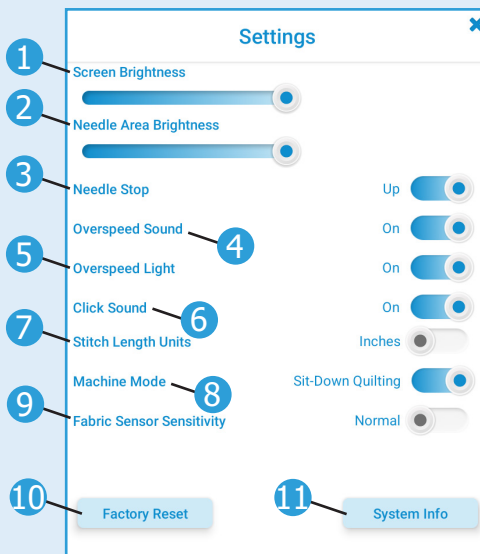 Settings
1
Screen Brightness
2
Needle Area Brightness
3
Needle Stop Up
Overspeed Sound 4 On
5
Overspeed Light On
Click Sound 6 On
7
Stitch Length Units Inches
Machine Mode 8 Sit-Down Quilting
9
Fabric Sensor Sensitivity Normal
10 11
Factory Reset System Info